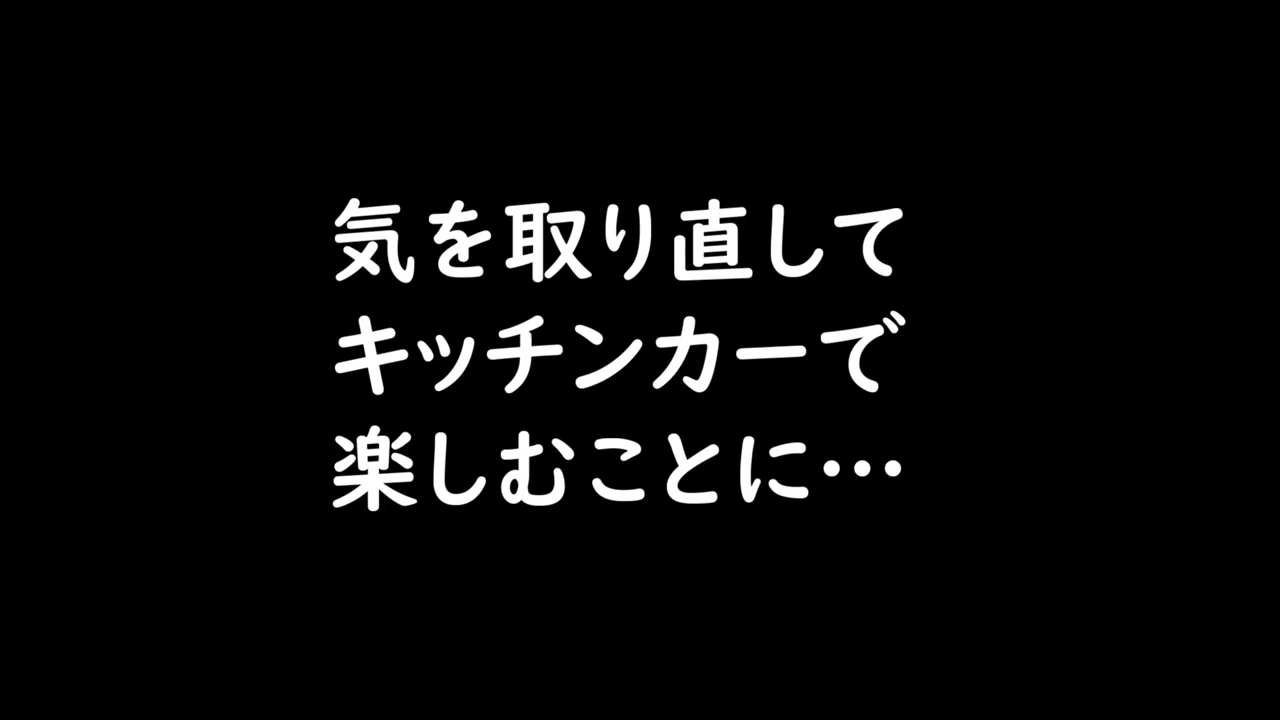 気を取り直して
キッチンカーで
楽しむことに…